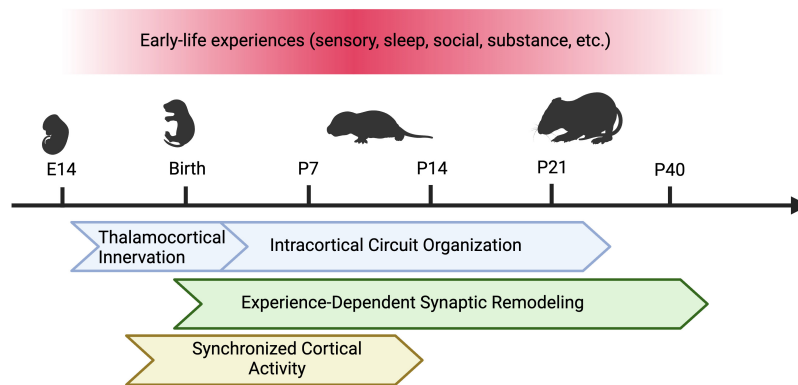 Early-life experiences (sensory, sleep, social, substance, etc.)
E14
Birth
P7
P14
P21
P40
Thalamocortical
Innervation
Intracortical Circuit Organization
Experience-Dependent Synaptic Remodeling
Synchronized Cortical
Activity